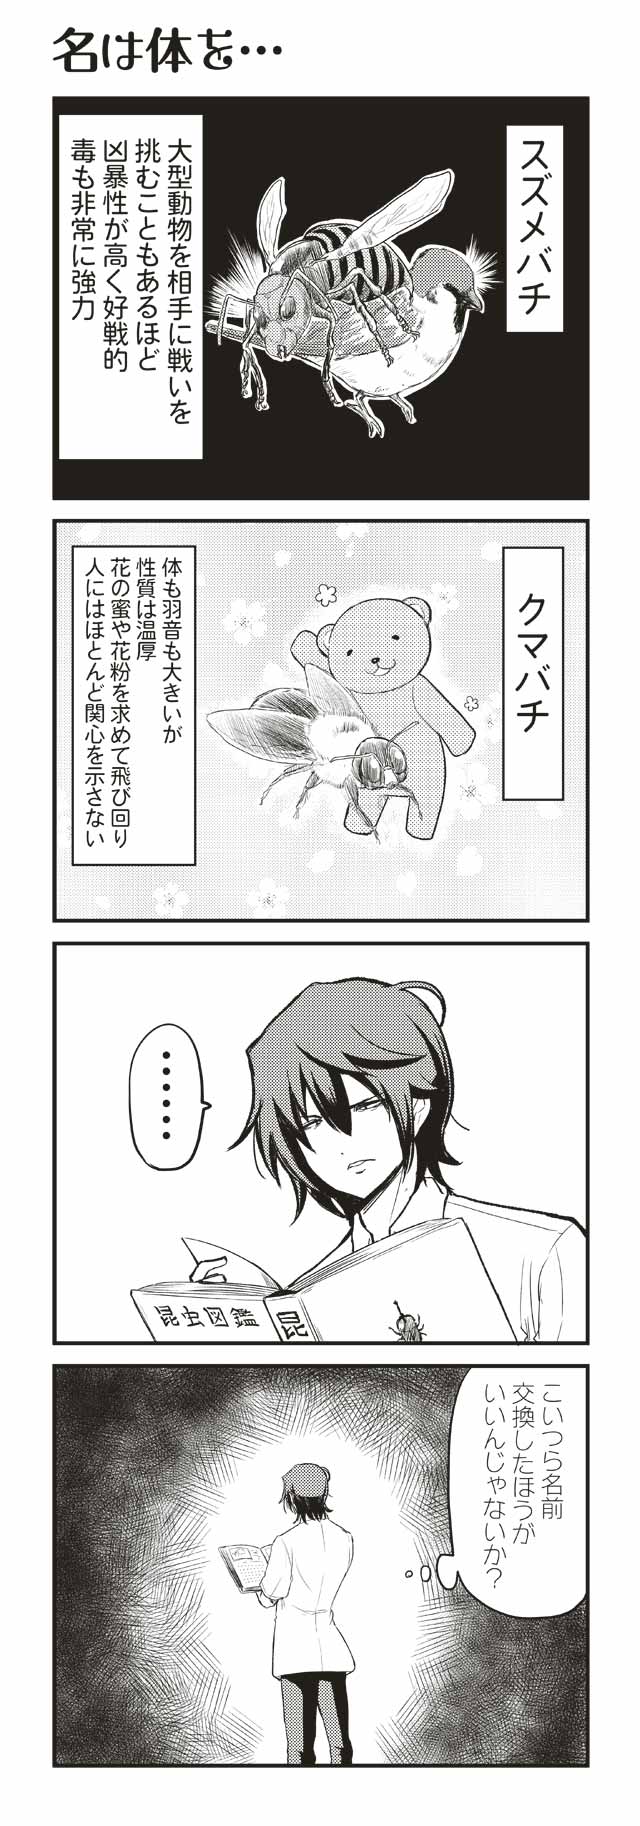 名は体を…
スズメバチ
大型動物を相手に戦いを
挑むこともあるほど
凶暴性が高く好戦的
毒も非常に強力
クマバチ
体も羽音も大きいが
性質は温厚
花の蜜や花粉を求めて飛び回り
人にはほとんど関心を示さない
……
昆虫図鑑
昆
こいつら名前
交換したほうが
いいんじゃないか？